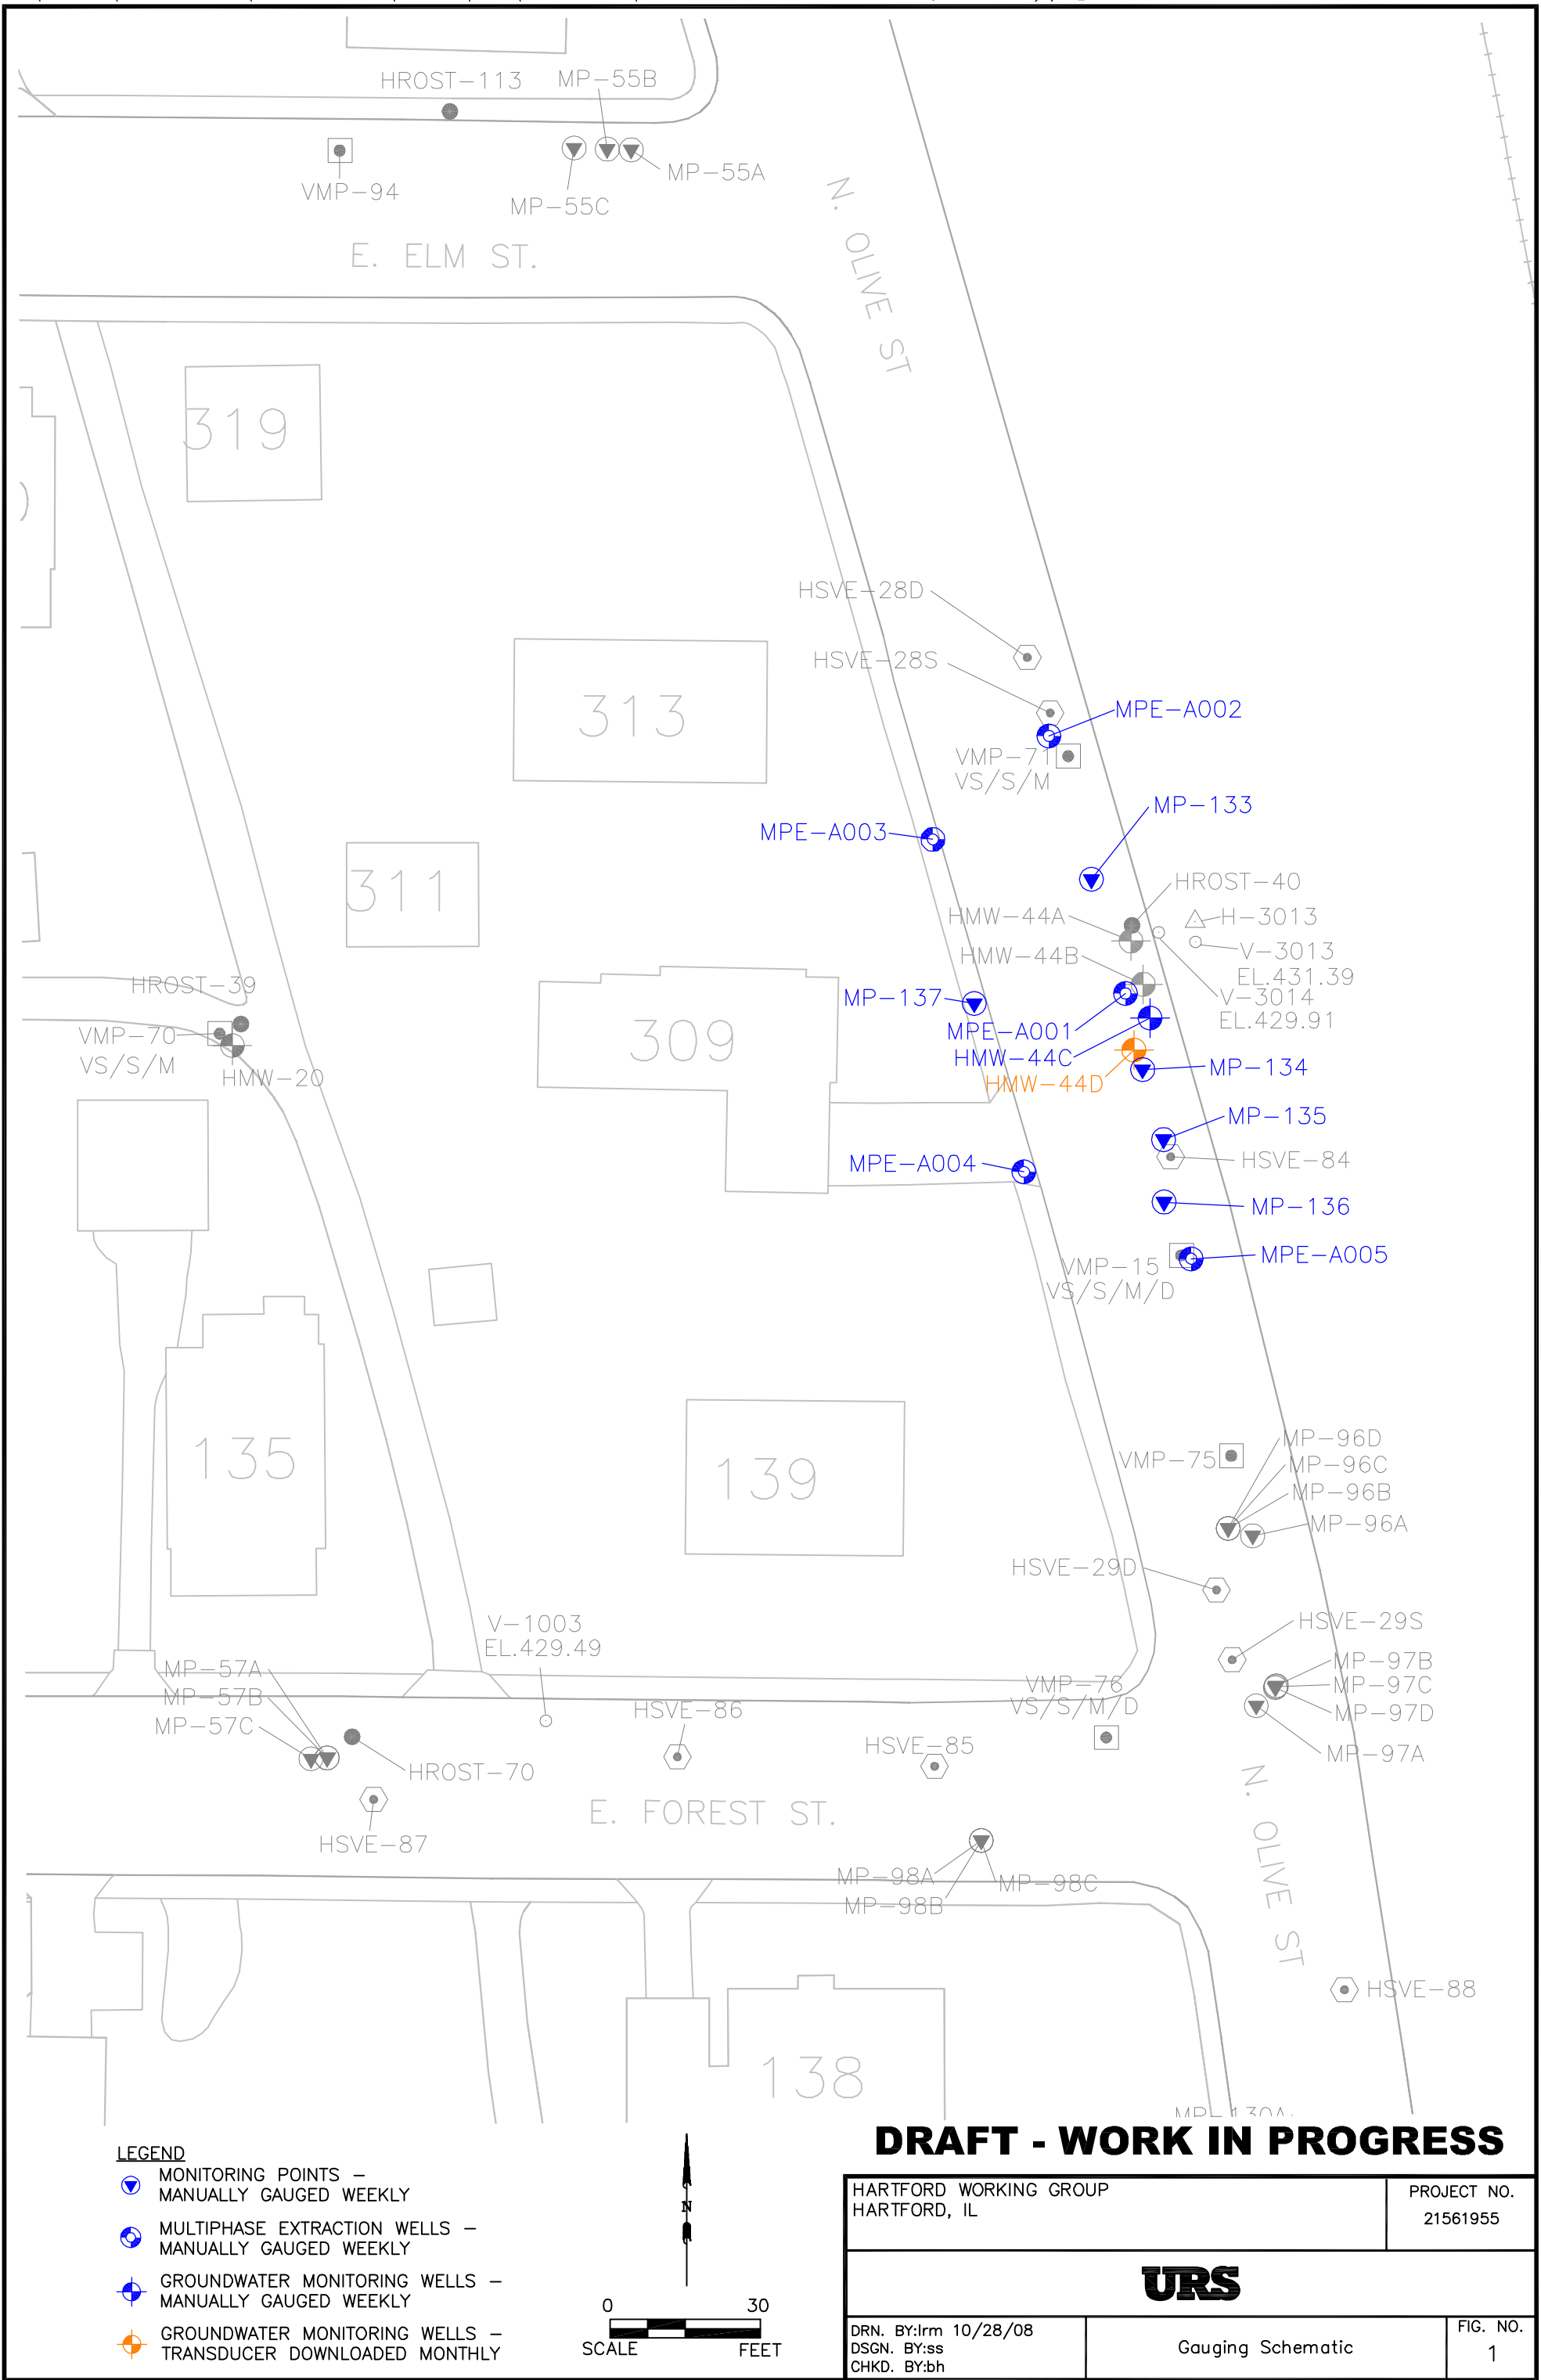 HROST-113
MP-55B
MP-55A
VMP-94
MP-55C
E. ELM ST.
N. OLIVE ST
319
HSVE-28D
HSVE-28S
313
MPE-A002
VMP-71
VS/S/M
MP-133
MPE-A003
311
HROST-40
HMW-44A
H-3013
HMW-44B
V-3013
EL.431.39
HROST-39
MP-137
V-3014
EL.429.91
VMP-70
VS/S/M
309
MPE-A001
HMW-44C
HMW-20
HMW-44D
MP-134
MP-135
MPE-A004
HSVE-84
MP-136
VMP-15
VS/S/M/D
MPE-A005
135
139
VMP-75
MP-96D
MP-96C
MP-96B
MP-96A
HSVE-29D
V-1003
EL.429.49
HSVE-29S
MP-57A
MP-57B
MP-57C
VMP-76
VS/S/M/D
MP-97B
MP-97C
MP-97D
MP-97A
HSVE-86
HSVE-85
HROST-70
E. FOREST ST.
HSVE-87
N. OLIVE ST
MP-98A
MP-98C
MP-98B
HSVE-88
138
MP-130A
DRAFT - WORK IN PROGRESS
LEGEND
MONITORING POINTS -
MANUALLY GAUGED WEEKLY
MULTIPHASE EXTRACTION WELLS -
MANUALLY GAUGED WEEKLY
GROUNDWATER MONITORING WELLS -
MANUALLY GAUGED WEEKLY
GROUNDWATER MONITORING WELLS -
TRANSDUCER DOWNLOADED MONTHLY
N
0 30
SCALE FEET
HARTFORD WORKING GROUP
HARTFORD, IL
PROJECT NO.
21561955
URS
DRN. BY:lrm 10/28/08
DSGN. BY:ss
CHKD. BY:bh
Gauging Schematic
FIG. NO.
1